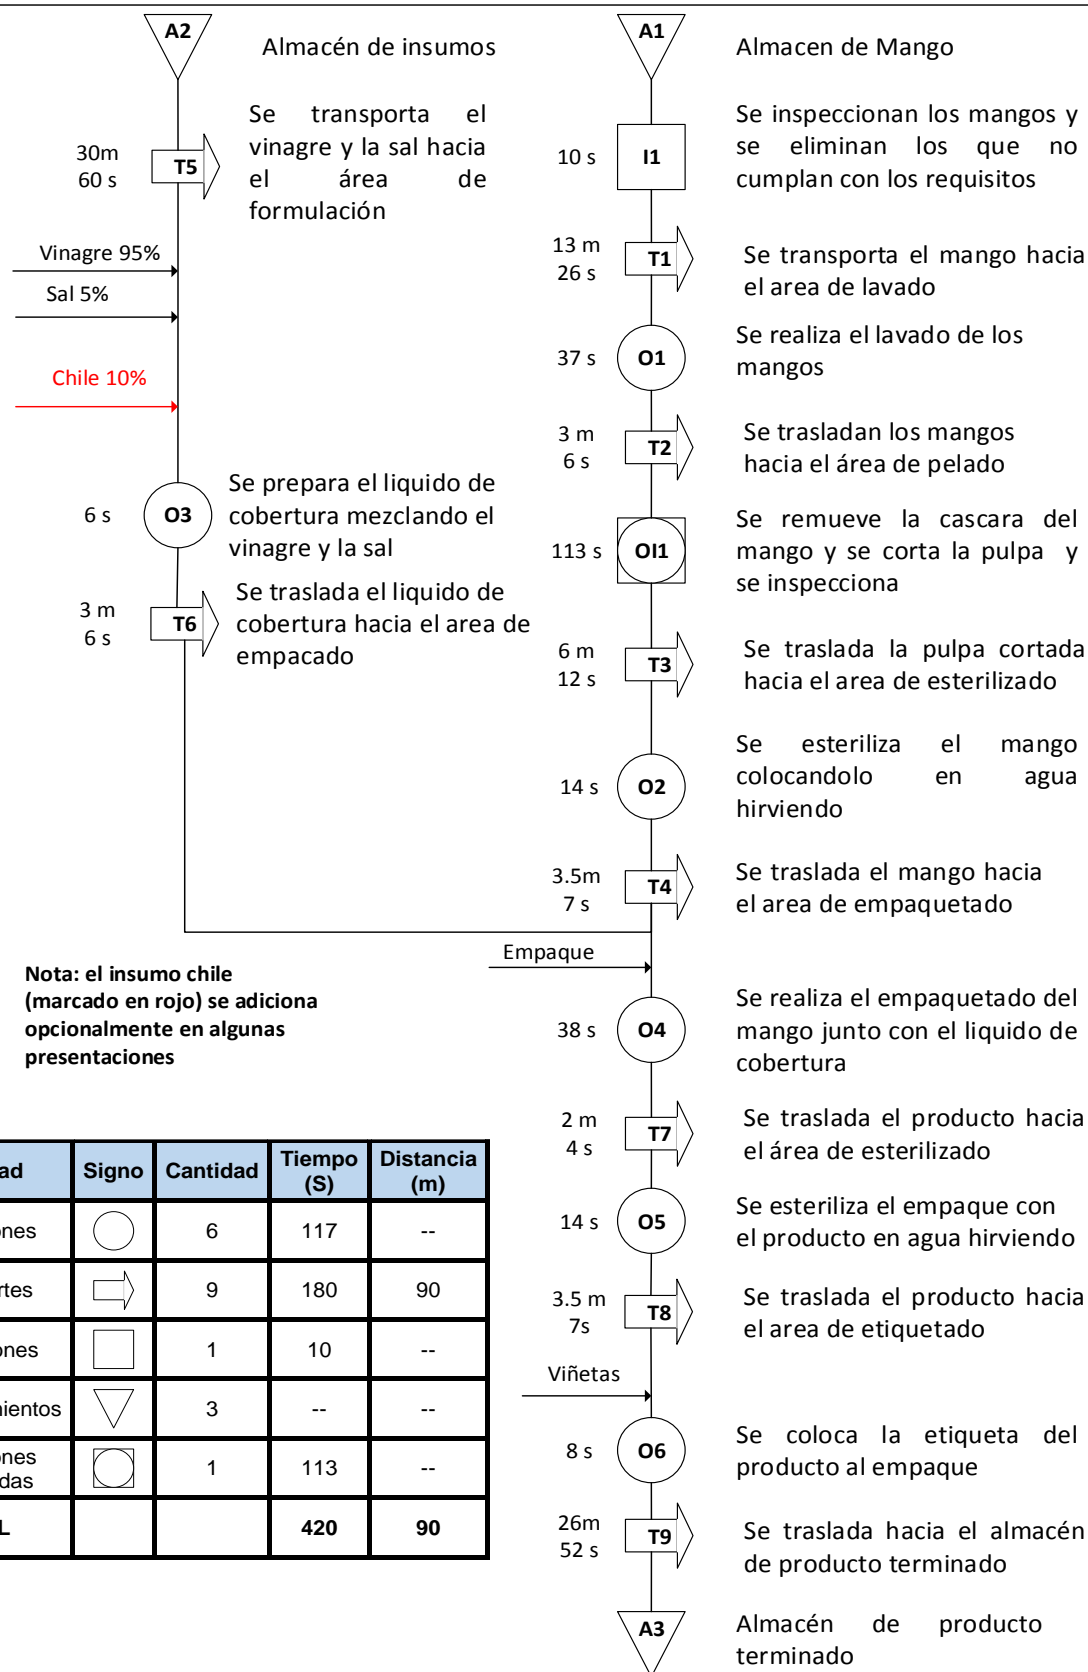 A2
Almacén de insumos
30m
60 s
T5
Se transporta el
vinagre y la sal hacia
el área de
formulación
Vinagre 95%
Sal 5%
Chile 10%
6 s
O3
Se prepara el liquido de
cobertura mezclando el
vinagre y la sal
3 m
6 s
T6
Se traslada el liquido de
cobertura hacia el area de
empacado
Nota: el insumo chile
(marcado en rojo) se adiciona
opcionalmente en algunas
presentaciones
A1
Almacen de Mango
10 s
I1
Se inspeccionan los mangos y
se eliminan los que no
cumplan con los requisitos
13 m
26 s
T1
Se transporta el mango hacia
el area de lavado
37 s
O1
Se realiza el lavado de los
mangos
3 m
6 s
T2
Se trasladan los mangos
hacia el área de pelado
113 s
OI1
Se remueve la cascara del
mango y se corta la pulpa y
se inspecciona
6 m
12 s
T3
Se traslada la pulpa cortada
hacia el area de esterilizado
14 s
O2
Se esteriliza el mango
colocandolo en agua
hirviendo
3.5m
7 s
T4
Se traslada el mango hacia
el area de empaquetado
Empaque
38 s
O4
Se realiza el empaquetado del
mango junto con el liquido de
cobertura
2 m
4 s
T7
Se traslada el producto hacia
el área de esterilizado
14 s
O5
Se esteriliza el empaque con
el producto en agua hirviendo
3.5 m
7s
T8
Se traslada el producto hacia
el area de etiquetado
Viñetas
8 s
O6
Se coloca la etiqueta del
producto al empaque
26m
52 s
T9
Se traslada hacia el almacén
de producto terminado
A3
Almacén de producto
terminado
ad Signo Cantidad Tiempo (S) Distancia (m)
nes 6 117 --
rtes 9 180 90
ones 1 10 --
nientos 3 -- --
nes das 1 113 --
L 420 90